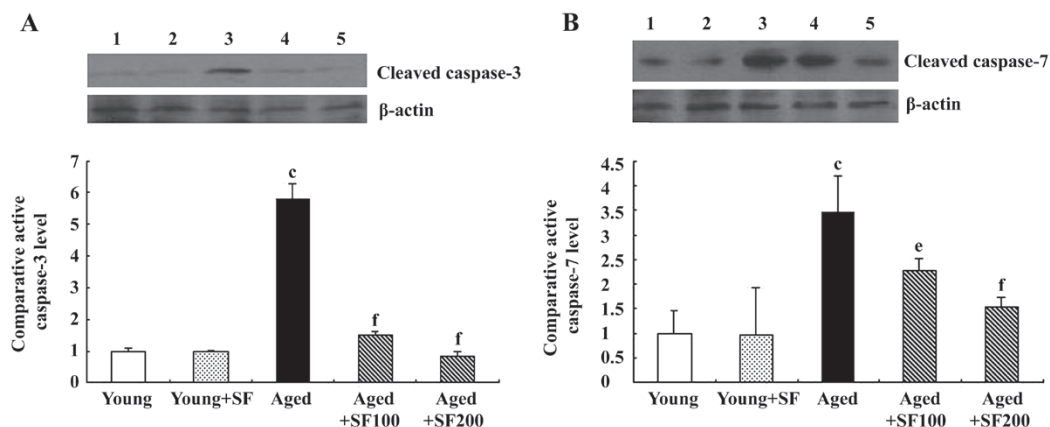 A
1 2 3 4 5
Cleaved caspase-3
β-actin
Comparative active
caspase-3 level
7
6
5
4
3
2
1
0
c
f
f
Young Young+SF Aged Aged Aged
+SF100 +SF200
B
1 2 3 4 5
Cleaved caspase-7
β-actin
Comparative active
caspase-7 level
4.5
4
3.5
3
2.5
2
1.5
1
0.5
0
c
e
f
Young Young+SF Aged Aged Aged
+SF100 +SF200